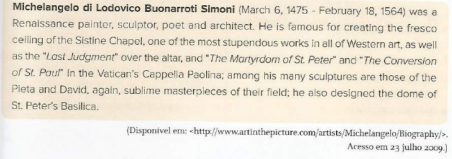 Michelangelo di Lodovico Buonarroti Simoni (March 6, 1475 - February 18, 1564) was a
Renaissance painter, sculptor, poet and architect. He is famous for creating the fresco
ceiling of the Sistine Chapel, one of the most stupendous works in all of Western art, as well
as the "Last Judgment" over the altar, and "The Martyrdom of St. Peter" and "The Conversion
of St. Paul" in the Vatican's Cappella Paolina; among his many sculptures are those of the
Pieta and David, again, sublime masterpieces of their field; he also designed the dome of
St. Peter's Basilica.
(Disponível em: <http://www.artinthepicture.com/artists/Michelangelo/Biography/>.
Acesso em 23 julho 2009.)